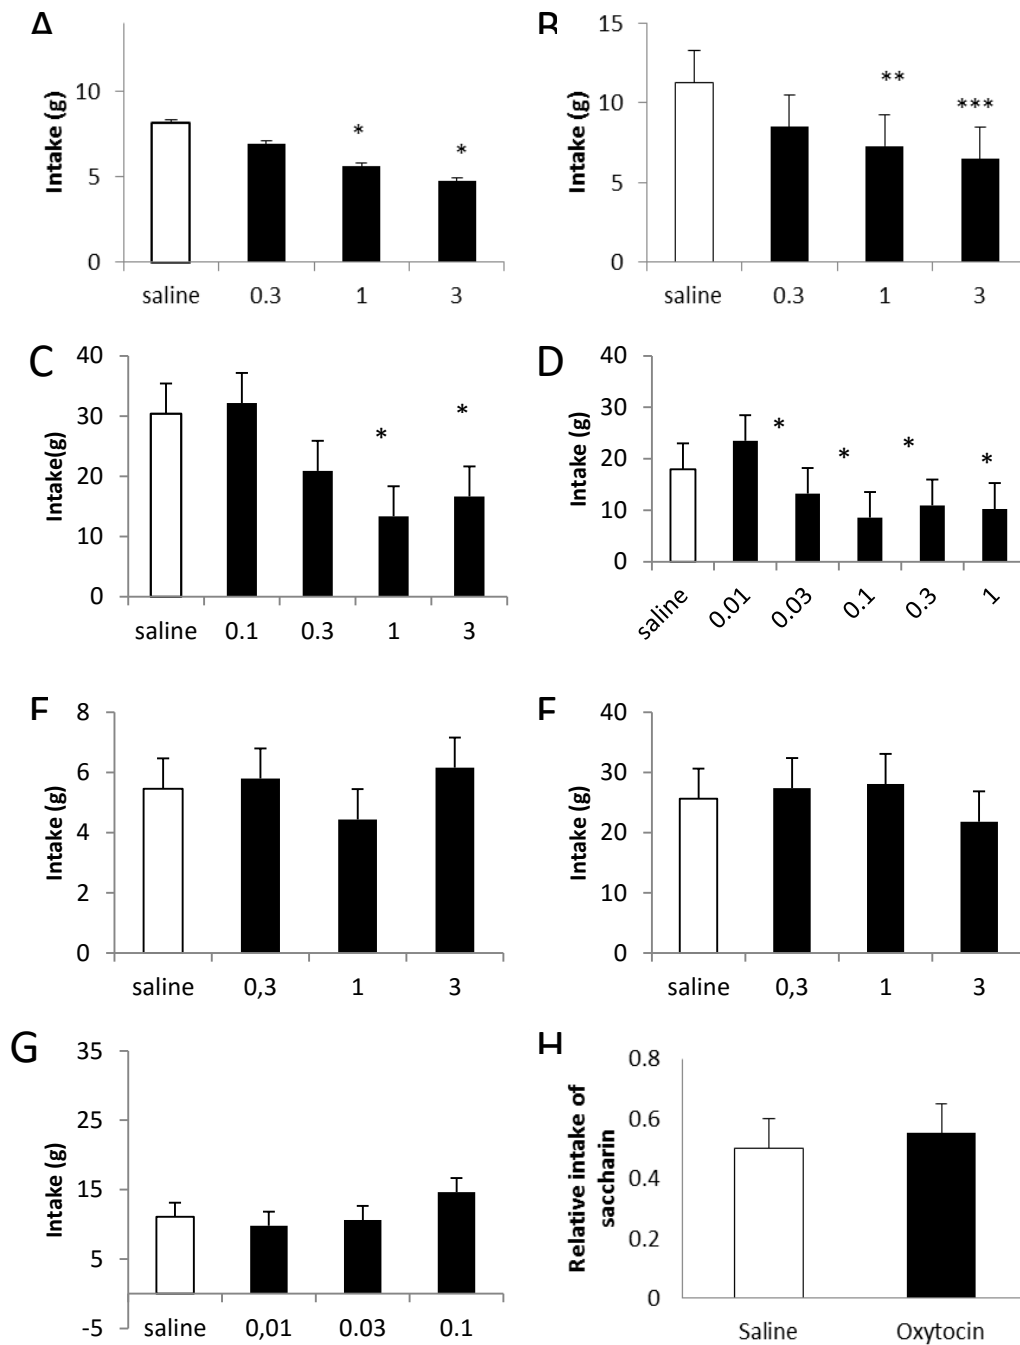 A
10
5
0
Intake (g)
*
*
saline 0.3 1 3
B
15
10
5
0
Intake (g)
**
***
saline 0.3 1 3
C
40
30
20
10
0
Intake(g)
*
*
saline 0.1 0.3 1 3
D
40
30
20
10
0
Intake (g)
*
*
*
*
saline 0.01 0.03 0.1 0.3 1
E
8
6
4
2
0
Intake (g)
saline 0,3 1 3
F
40
30
20
10
0
Intake (g)
saline 0,3 1 3
G
35
25
15
5
-5
Intake (g)
saline 0,01 0.03 0.1
H
0.8
0.6
0.4
0.2
0
Relative intake of
saccharin
Saline Oxytocin